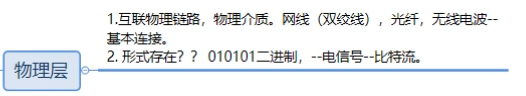 1.互联物理链路，物理介质。网线（双绞线），光纤，无线电波--
基本连接。
2. 形式存在？？ 010101二进制，--电信号--比特流。
物理层